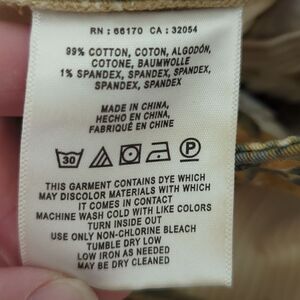 RN : 66170 CA : 32054
99% COTTON, COTON, ALGODÓN,
COTONE, BAUMWOLLE
1% SPANDEX, SPANDEX, SPANDEX,
SPANDEX, SPANDEX
MADE IN CHINA,
HECHO EN CHINA,
FABRIQUÉ EN CHINE
30 P
THIS GARMENT CONTAINS DYE WHICH
MAY DISCOLOR MATERIALS WITH WHICH
IT COMES IN CONTACT
MACHINE WASH COLD WITH LIKE COLORS
TURN INSIDE OUT
USE ONLY NON-CHLORINE BLEACH
TUMBLE DRY LOW
LOW IRON AS NEEDED
MAY BE DRY CLEANED